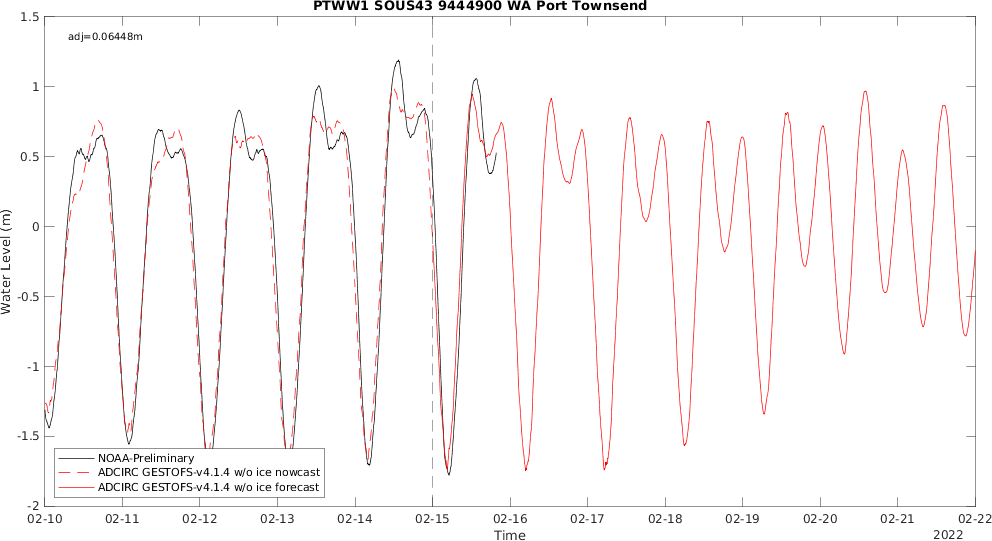 PTWW1 SOUS43 9444900 WA Port Townsend
adj=0.06448m
Water Level (m)
1.5
1
0.5
0
-0.5
-1
-1.5
-2
NOAA-Preliminary
ADCIRC GESTOFS-v4.1.4 w/o ice nowcast
ADCIRC GESTOFS-v4.1.4 w/o ice forecast
02-10 02-11 02-12 02-13 02-14 02-15 02-16 02-17 02-18 02-19 02-20 02-21 02-22
Time
2022